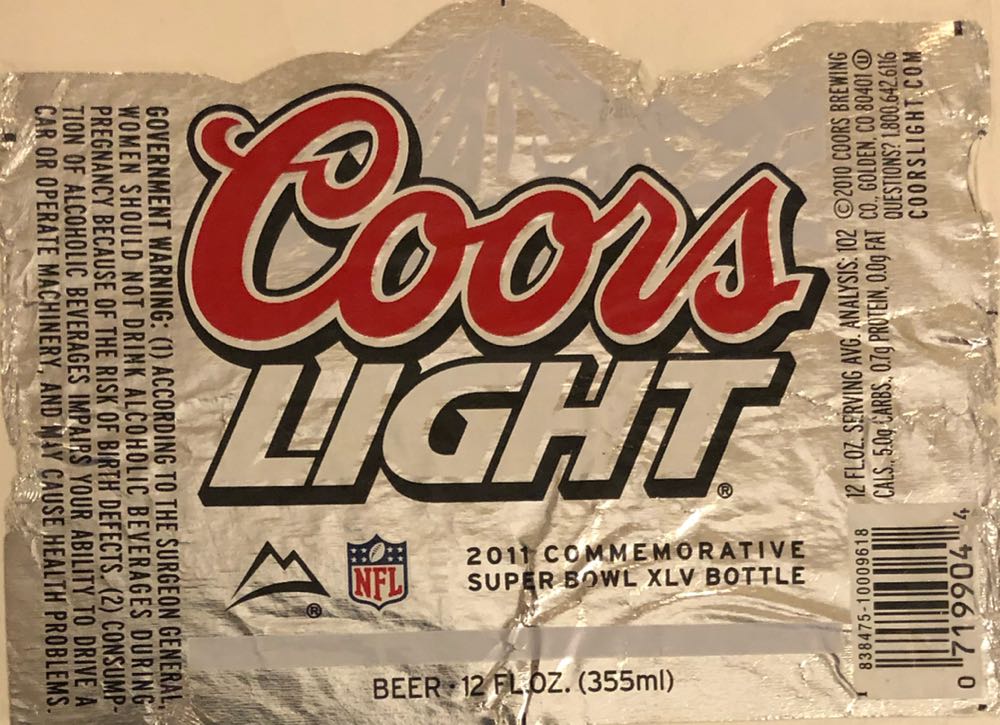 Coors
LIGHT®
®
NFL
2011 COMMEMORATIVE
SUPER BOWL XLV BOTTLE
BEER · 12 FL.OZ. (355ml)
GOVERNMENT WARNING: (1) ACCORDING TO THE SURGEON GENERAL,
WOMEN SHOULD NOT DRINK ALCOHOLIC BEVERAGES DURING
PREGNANCY BECAUSE OF THE RISK OF BIRTH DEFECTS. (2) CONSUMP-
TION OF ALCOHOLIC BEVERAGES IMPAIRS YOUR ABILITY TO DRIVE A
CAR OR OPERATE MACHINERY, AND MAY CAUSE HEALTH PROBLEMS.
12 FL.OZ. SERVING AVG. ANALYSIS: 102
CALS., 5.0g CARBS., 0.7g PROTEIN, 0.0g FAT
©2010 COORS BREWING
CO., GOLDEN, CO 80401 Ⓤ
QUESTIONS? 1.800.642.6116
COORSLIGHT.COM
838475-10009618
0 719904 4